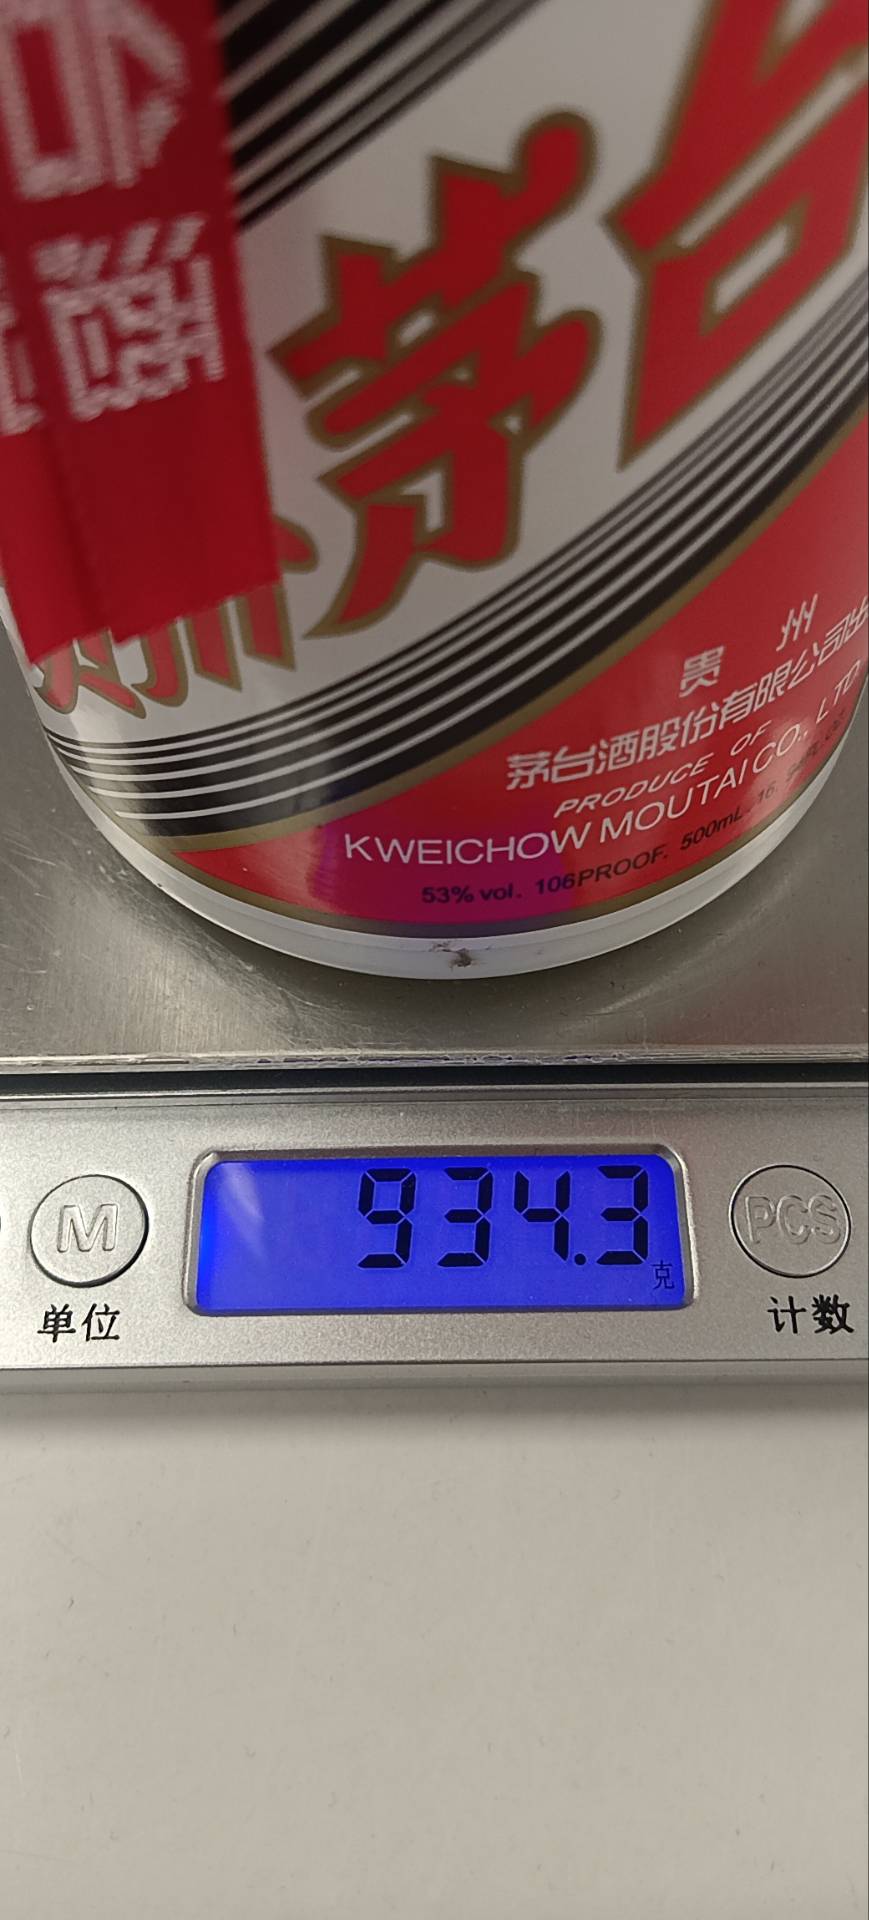 茅台
贵州
茅台酒股份有限公司出
PRODUCE OF
KWEICHOW MOUTAI CO., LTD
53% vol. 106PROOF. 500mL. 16.
934.3
克
M
PCS
单位
计数